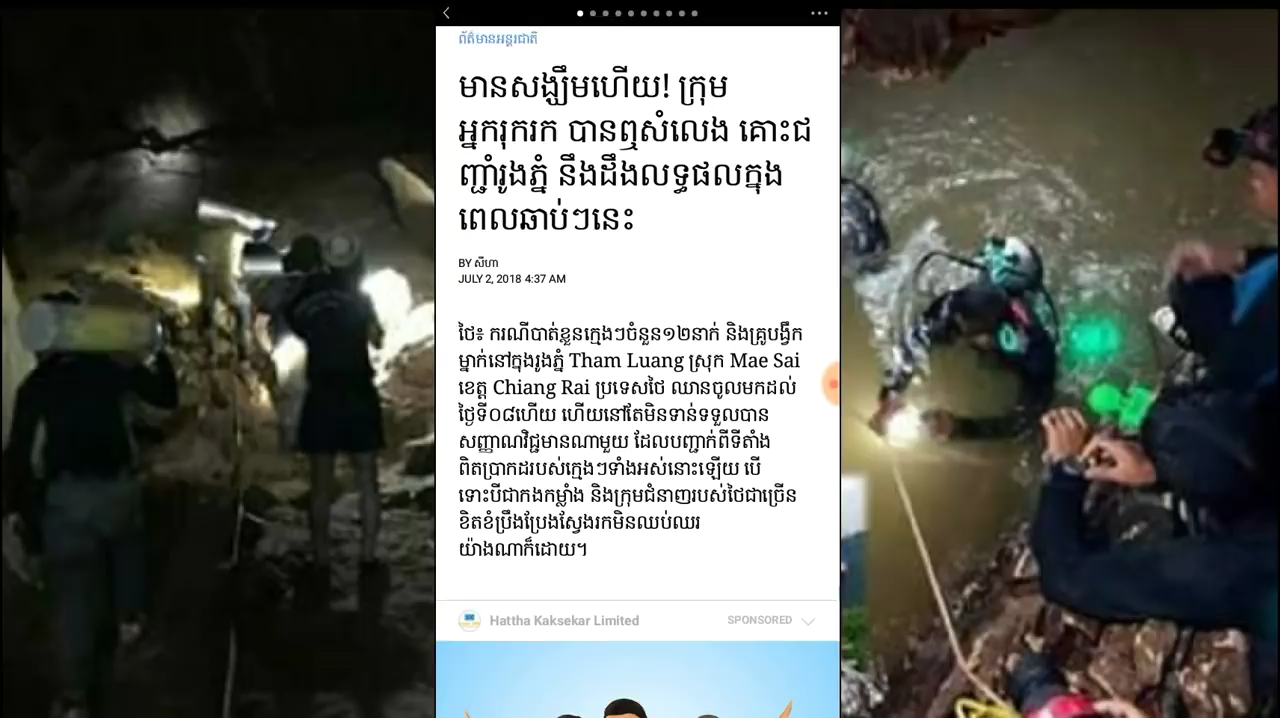 ព័ត៌មានអន្តរជាតិ
មានសង្ឃឹមហើយ! ក្រុម
អ្នករុករក បានឮសំលេង គោះជ
ញ្ជាំរូងភ្នំ នឹងដឹងលទ្ធផលក្នុង
ពេលឆាប់ៗនេះ
BY សីហា
JULY 2, 2018 4:37 AM
ថៃ៖ ករណីបាត់ខ្លួនក្មេងៗចំនួន១២នាក់ និងគ្រូបង្វឹក
ម្នាក់នៅក្នុងរូងភ្នំ Tham Luang ស្រុក Mae Sai
ខេត្ត Chiang Rai ប្រទេសថៃ ឈានចូលមកដល់
ថ្ងៃទី០៨ហើយ ហើយនៅតែមិនទាន់ទទួលបាន
សញ្ញាណវិជ្ជមានណាមួយ ដែលបញ្ជាក់ពីទីតាំង
ពិតប្រាកដរបស់ក្មេងៗទាំងអស់នោះឡើយ បើ
ទោះបីជាកងកម្លាំង និងក្រុមជំនាញរបស់ថៃជាច្រើន
ខិតខំប្រឹងប្រែងស្វែងរកមិនឈប់ឈរ
យ៉ាងណាក៏ដោយ។
Hattha Kaksekar Limited
SPONSORED